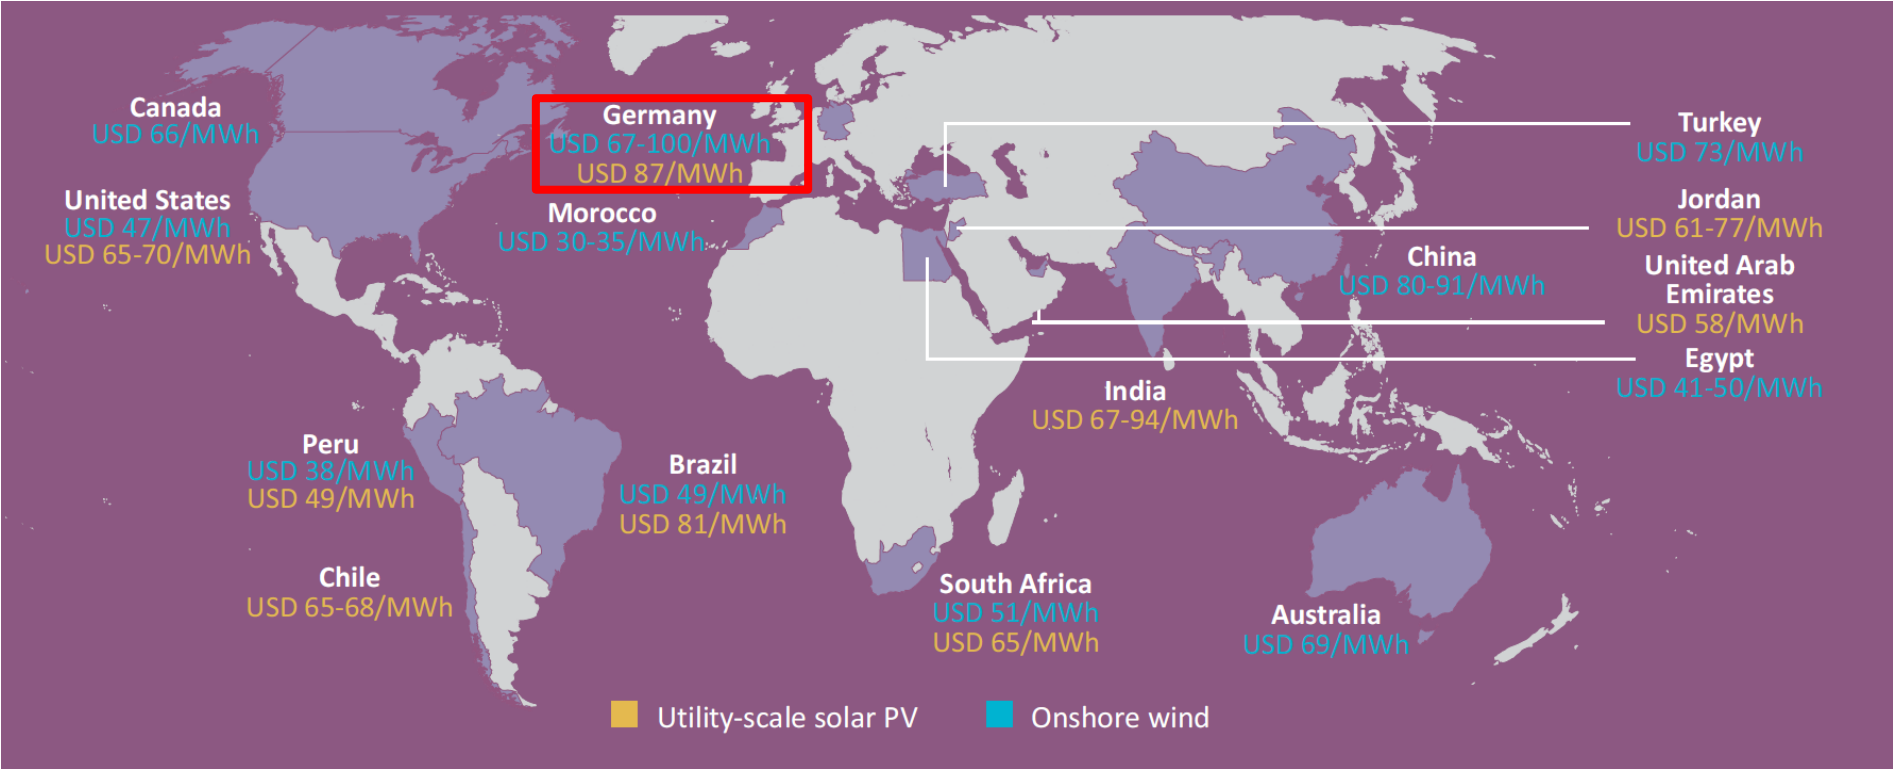 Canada
USD 66/MWh
United States
USD 47/MWh
USD 65-70/MWh
Germany
USD 67-100/MWh
USD 87/MWh
Morocco
USD 30-35/MWh
Turkey
USD 73/MWh
Jordan
USD 61-77/MWh
China
USD 80-91/MWh
United Arab
Emirates
USD 58/MWh
Egypt
USD 41-50/MWh
India
USD 67-94/MWh
Peru
USD 38/MWh
USD 49/MWh
Brazil
USD 49/MWh
USD 81/MWh
Chile
USD 65-68/MWh
South Africa
USD 51/MWh
USD 65/MWh
Australia
USD 69/MWh
Utility-scale solar PV
Onshore wind